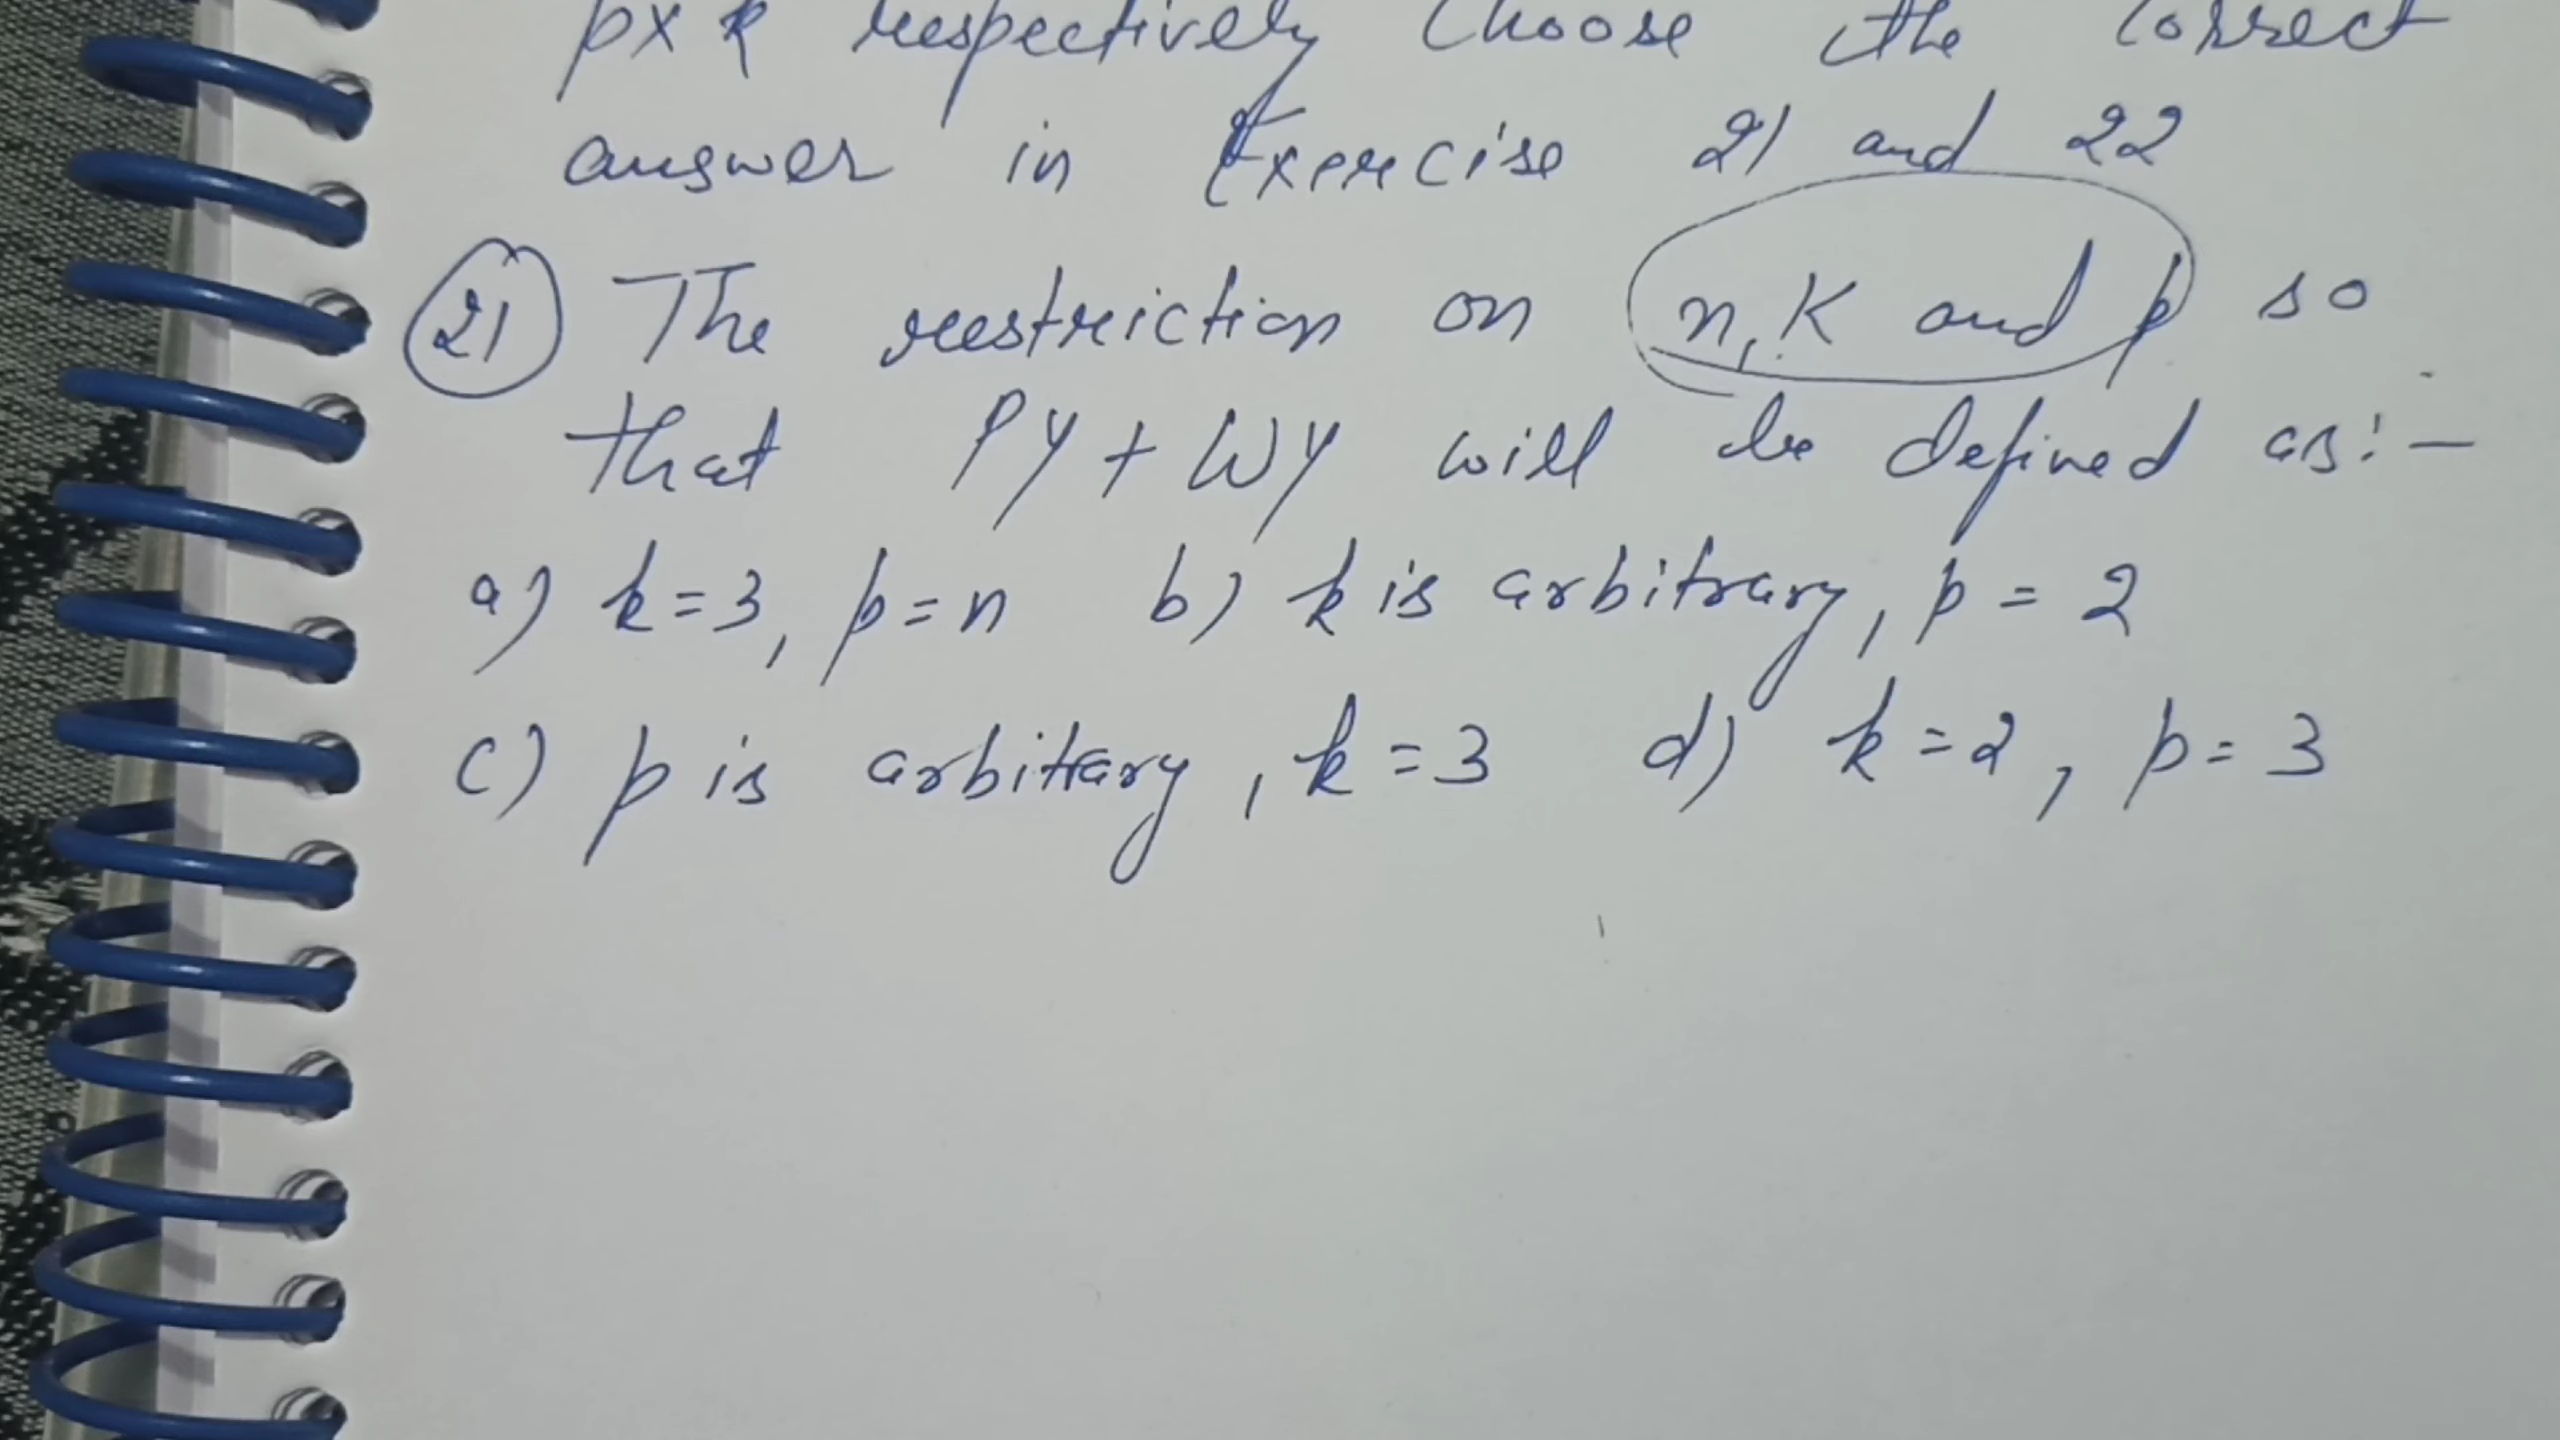 p×k respectively Choose the correct
answer in Exercise 21 and 22
21 The restriction on n, K and p so
that PY + WY will be defined as:-
a) k=3, p=n b) k is arbitrary, p = 2
c) p is arbitrary, k=3 d) k=2, p=3